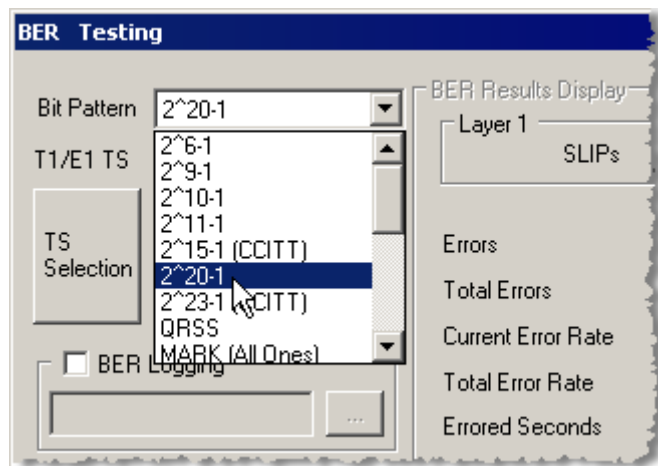 BER Testing
Bit Pattern
2^20-1
T1/E1 TS
2^6-1
2^9-1
2^10-1
2^11-1
2^15-1 (CCITT)
2^20-1
2^23-1 (CCITT)
QRSS
MARK (All Ones)
TS
Selection
BER Logging
...
BER Results Display
Layer 1
SLIPs
Errors
Total Errors
Current Error Rate
Total Error Rate
Errored Seconds